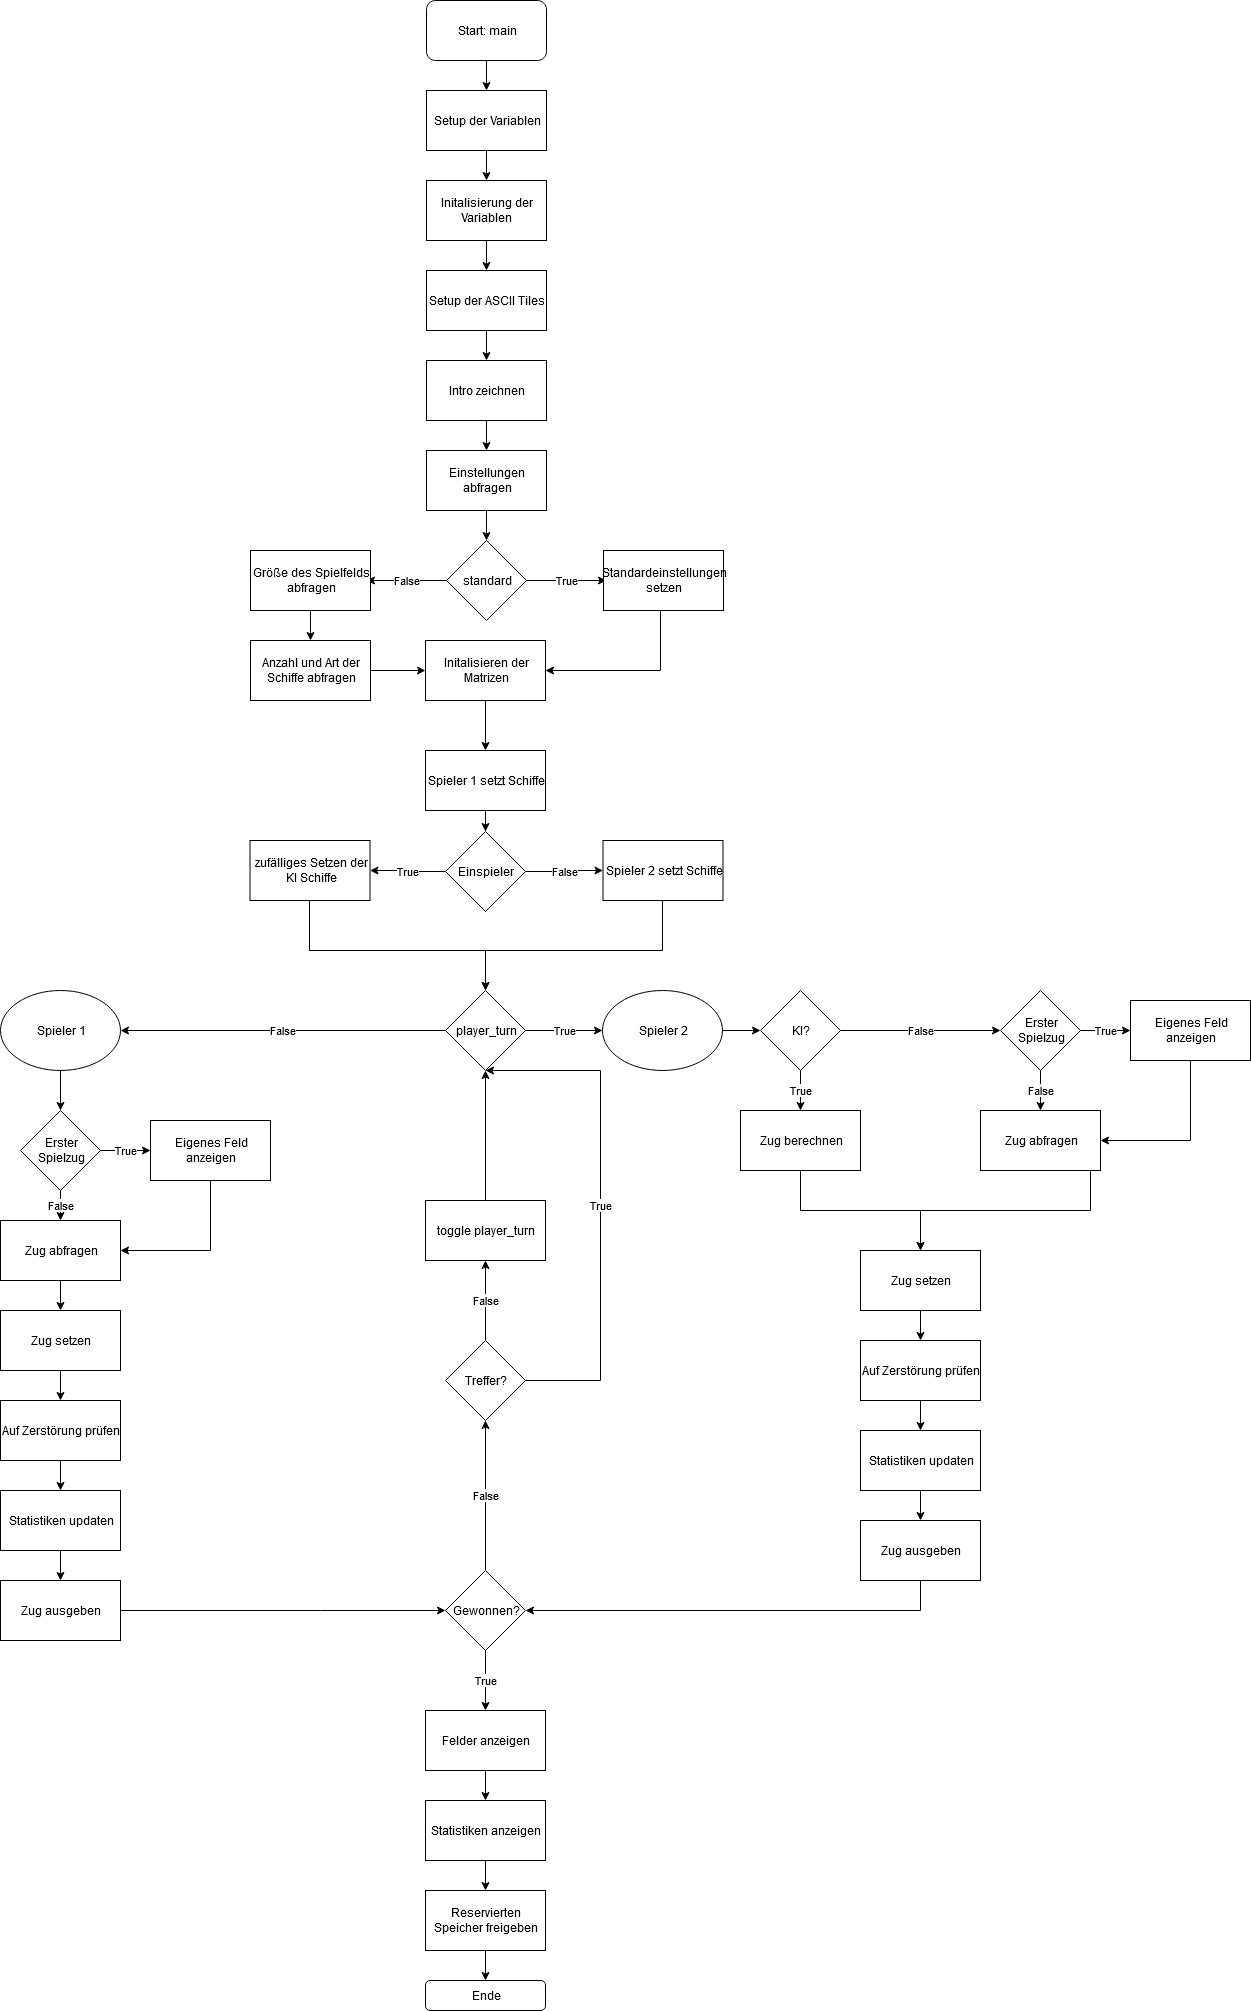 Start: main
Setup der Variablen
Initalisierung der
Variablen
Setup der ASCII Tiles
Intro zeichnen
Einstellungen
abfragen
Größe des Spielfelds
abfragen
False
standard
True
Standardeinstellungen
setzen
Anzahl und Art der
Schiffe abfragen
Initalisieren der
Matrizen
Spieler 1 setzt Schiffe
zufälliges Setzen der
KI Schiffe
True
Einspieler
False
Spieler 2 setzt Schiffe
Spieler 1
False
player_turn
True
Spieler 2
KI?
False
Erster
Spielzug
True
Eigenes Feld
anzeigen
True
False
Erster
Spielzug
True
Eigenes Feld
anzeigen
Zug berechnen
Zug abfragen
False
True
Zug abfragen
toggle player_turn
Zug setzen
False
Zug setzen
Treffer?
Auf Zerstörung prüfen
Auf Zerstörung prüfen
Statistiken updaten
False
Statistiken updaten
Zug ausgeben
Zug ausgeben
Gewonnen?
True
Felder anzeigen
Statistiken anzeigen
Reservierten
Speicher freigeben
Ende